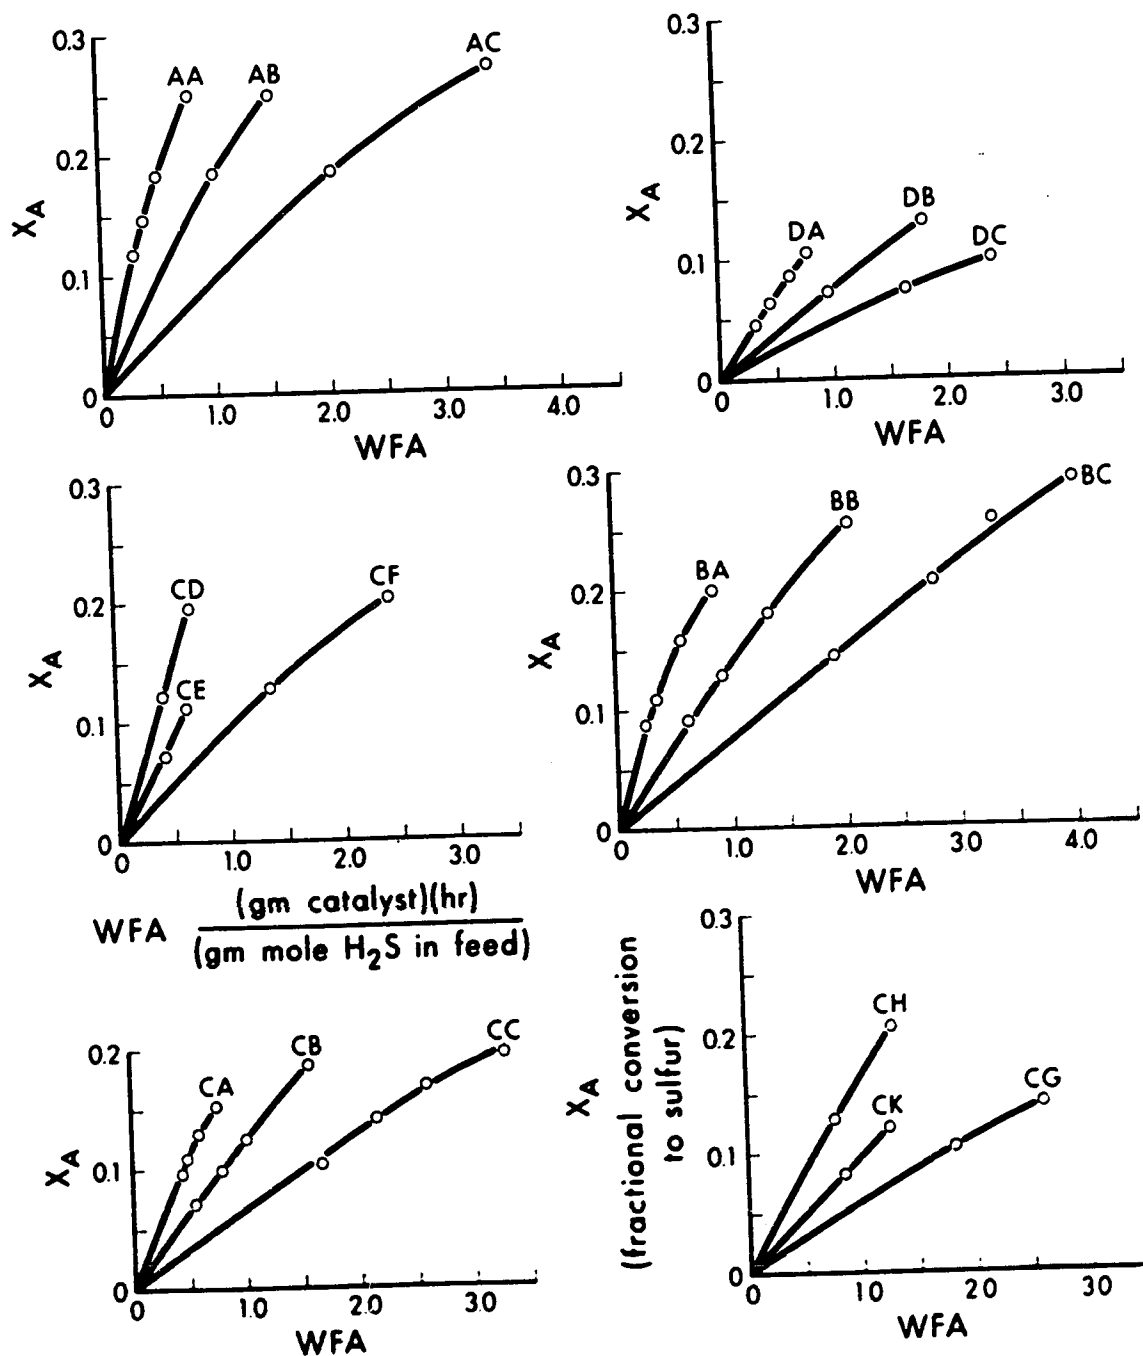 0.3
AA
AB
AC
0.2
X_A
0.1
0
0
1.0
2.0
3.0
4.0
WFA
0.3
0.2
X_A
DA
DB
DC
0.1
0
0
1.0
2.0
3.0
WFA
0.3
CD
CF
0.2
X_A
CE
0.1
0
0
1.0
2.0
3.0
WFA (gm catalyst)(hr)
(gm mole H₂S in feed)
0.3
BC
BB
BA
0.2
X_A
0.1
0
0
1.0
2.0
3.0
4.0
WFA
0.2
CA
CB
CC
X_A
0.1
0
0
1.0
2.0
3.0
WFA
0.3
X_A
(fractional conversion
to sulfur)
CH
0.2
CK
CG
0.1
0
0
1.0
20
30
WFA